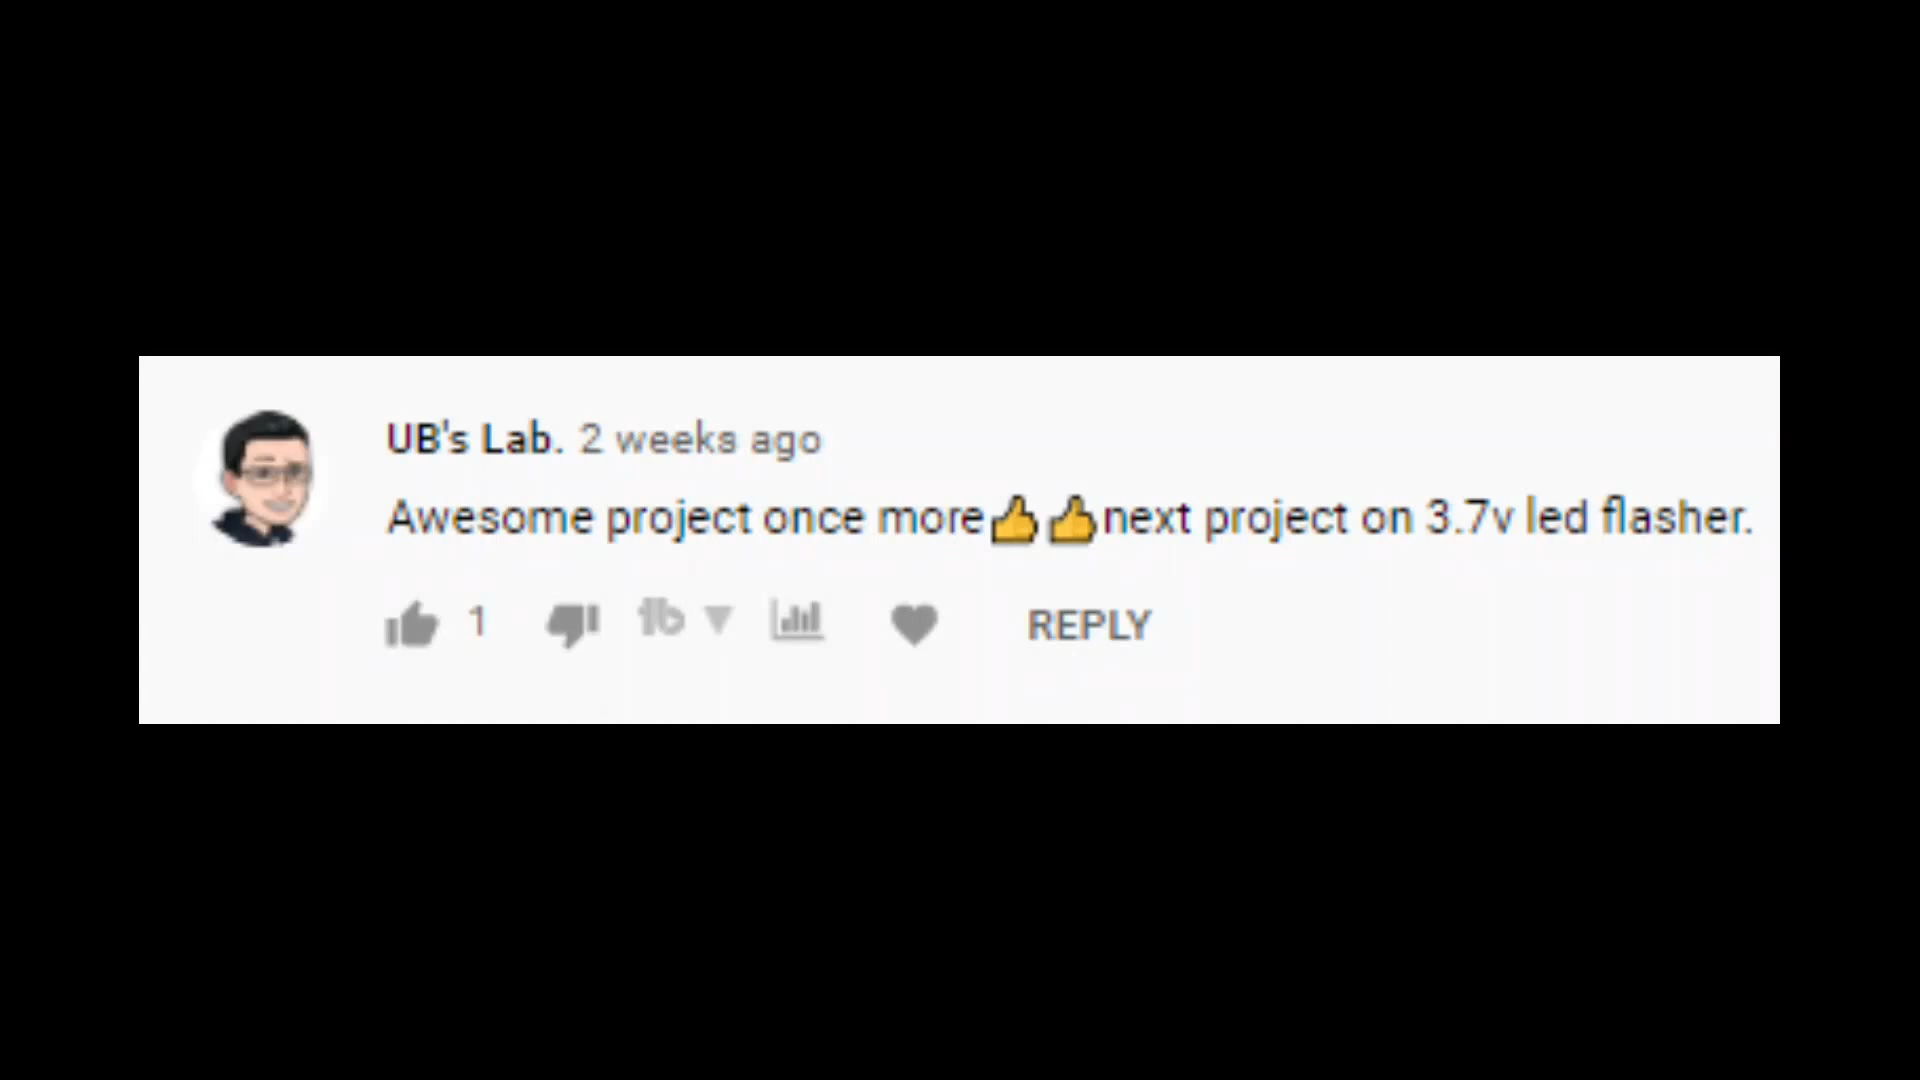 UB's Lab. 2 weeks ago
Awesome project once more👍👍next project on 3.7v led flasher.
1 REPLY